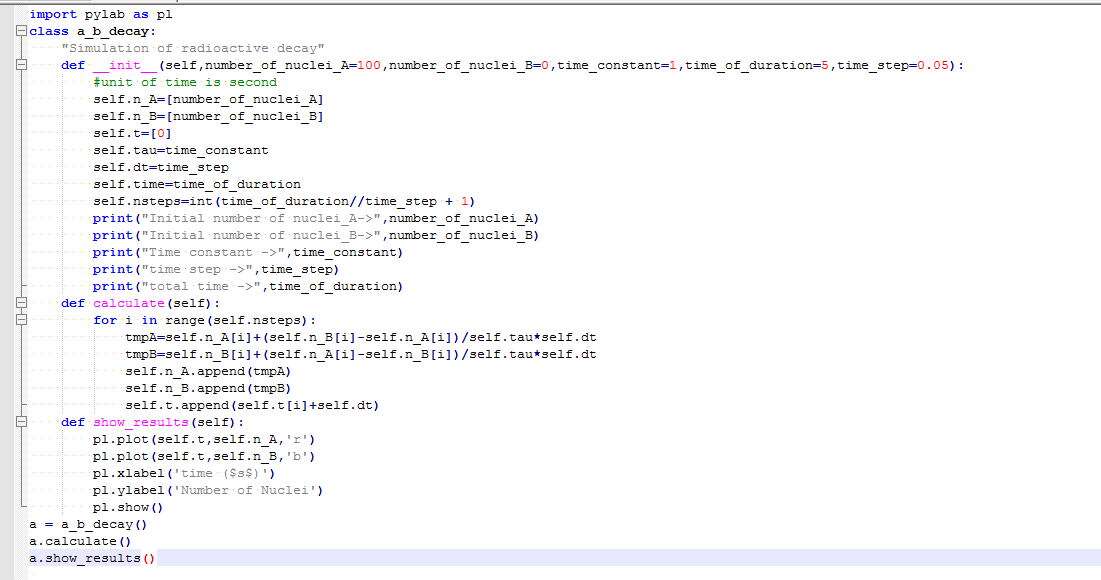 import pylab as pl
class a_b_decay:
"Simulation of radioactive decay"
def __init__(self,number_of_nuclei_A=100,number_of_nuclei_B=0,time_constant=1,time_of_duration=5,time_step=0.05):
#unit of time is second
self.n_A=[number_of_nuclei_A]
self.n_B=[number_of_nuclei_B]
self.t=[0]
self.tau=time_constant
self.dt=time_step
self.time=time_of_duration
self.nsteps=int(time_of_duration//time_step + 1)
print("Initial number of nuclei_A->",number_of_nuclei_A)
print("Initial number of nuclei_B->",number_of_nuclei_B)
print("Time constant ->",time_constant)
print("time step ->",time_step)
print("total time ->",time_of_duration)
def calculate(self):
for i in range(self.nsteps):
tmpA=self.n_A[i]+(self.n_B[i]-self.n_A[i])/self.tau*self.dt
tmpB=self.n_B[i]+(self.n_A[i]-self.n_B[i])/self.tau*self.dt
self.n_A.append(tmpA)
self.n_B.append(tmpB)
self.t.append(self.t[i]+self.dt)
def show_results(self):
pl.plot(self.t,self.n_A,'r')
pl.plot(self.t,self.n_B,'b')
pl.xlabel('time ($s$)')
pl.ylabel('Number of Nuclei')
pl.show()
a = a_b_decay()
a.calculate()
a.show_results()